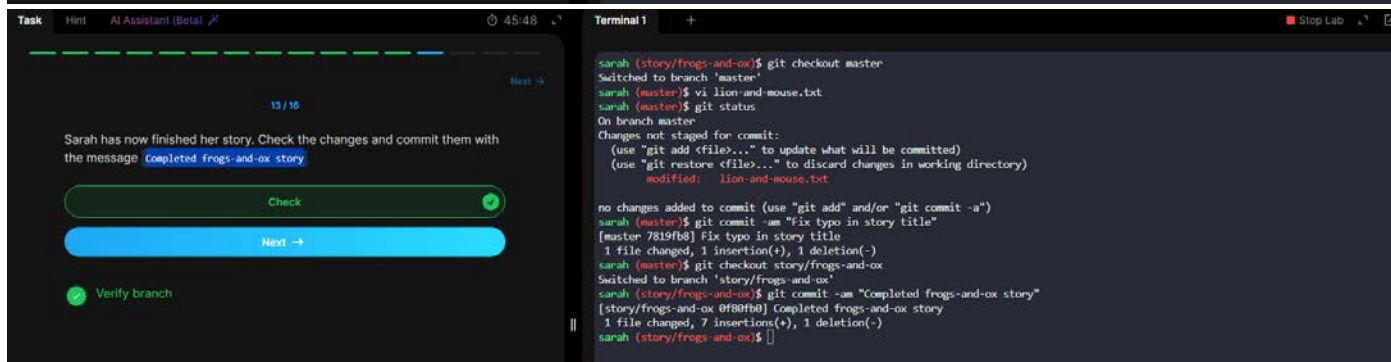 Task Hint AI Assistant (Beta) 45:48
Next →
13 / 16
Sarah has now finished her story. Check the changes and commit them with
the message Completed frogs-and-ox story
Check
Next →
Verify branch
Terminal 1 + Stop Lab
sarah (story/frogs-and-ox)$ git checkout master
Switched to branch 'master'
sarah (master)$ vi lion-and-mouse.txt
sarah (master)$ git status
On branch master
Changes not staged for commit:
(use "git add <file>..." to update what will be committed)
(use "git restore <file>..." to discard changes in working directory)
modified: lion-and-mouse.txt
no changes added to commit (use "git add" and/or "git commit -a")
sarah (master)$ git commit -am "Fix typo in story title"
[master 7819fb8] Fix typo in story title
1 file changed, 1 insertion(+), 1 deletion(-)
sarah (master)$ git checkout story/frogs-and-ox
Switched to branch 'story/frogs-and-ox'
sarah (story/frogs-and-ox)$ git commit -am "Completed frogs-and-ox story"
[story/frogs-and-ox 0f80fb0] Completed frogs-and-ox story
1 file changed, 7 insertions(+), 1 deletion(-)
sarah (story/frogs-and-ox)$